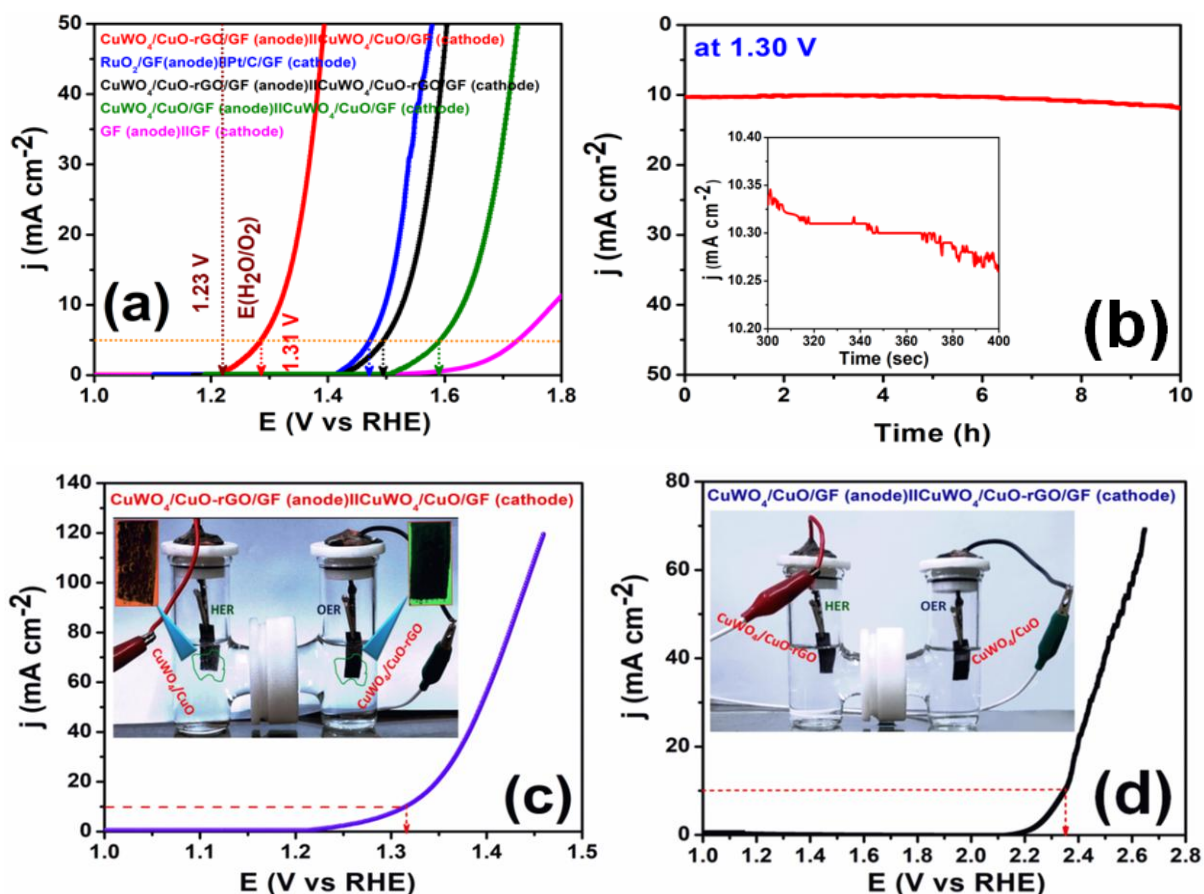 CuWO4/CuO-rGO/GF (anode)IICuWO4/CuO/GF (cathode)
RuO2/GF(anode)IIPt/C/GF (cathode)
CuWO4/CuO-rGO/GF (anode)IICuWO4/CuO-rGO/GF (cathode)
CuWO4/CuO/GF (anode)IICuWO4/CuO/GF (cathode)
GF (anode)IIGF (cathode)
50
40
30
20
10
0
j (mA cm-2)
1.23 V
E(H2O/O2)
1.31 V
(a)
1.0 1.2 1.4 1.6 1.8
E (V vs RHE)
at 1.30 V
0
10
20
30
40
50
j (mA cm-2)
10.35
10.30
10.25
10.20
j (mA cm-2)
300 320 340 360 380 400
Time (sec)
(b)
0 2 4 6 8 10
Time (h)
CuWO4/CuO-rGO/GF (anode)IICuWO4/CuO/GF (cathode)
140
120
100
80
60
40
20
0
j (mA cm-2)
HER
OER
CuWO4/CuO
CuWO4/CuO-rGO
(c)
1.0 1.1 1.2 1.3 1.4 1.5
E (V vs RHE)
CuWO4/CuO/GF (anode)IICuWO4/CuO-rGO/GF (cathode)
80
60
40
20
0
j (mA cm-2)
HER
OER
CuWO4/CuO-rGO
CuWO4/CuO
(d)
1.0 1.2 1.4 1.6 1.8 2.0 2.2 2.4 2.6 2.8
E (V vs RHE)